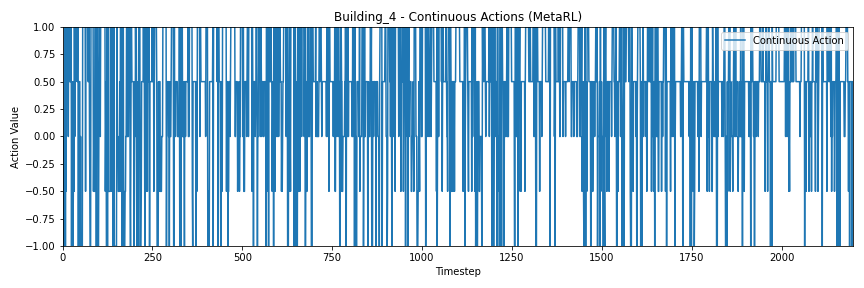 Building_4 - Continuous Actions (MetaRL)
Continuous Action
Action Value
1.00
0.75
0.50
0.25
0.00
−0.25
−0.50
−0.75
−1.00
0 250 500 750 1000 1250 1500 1750 2000
Timestep